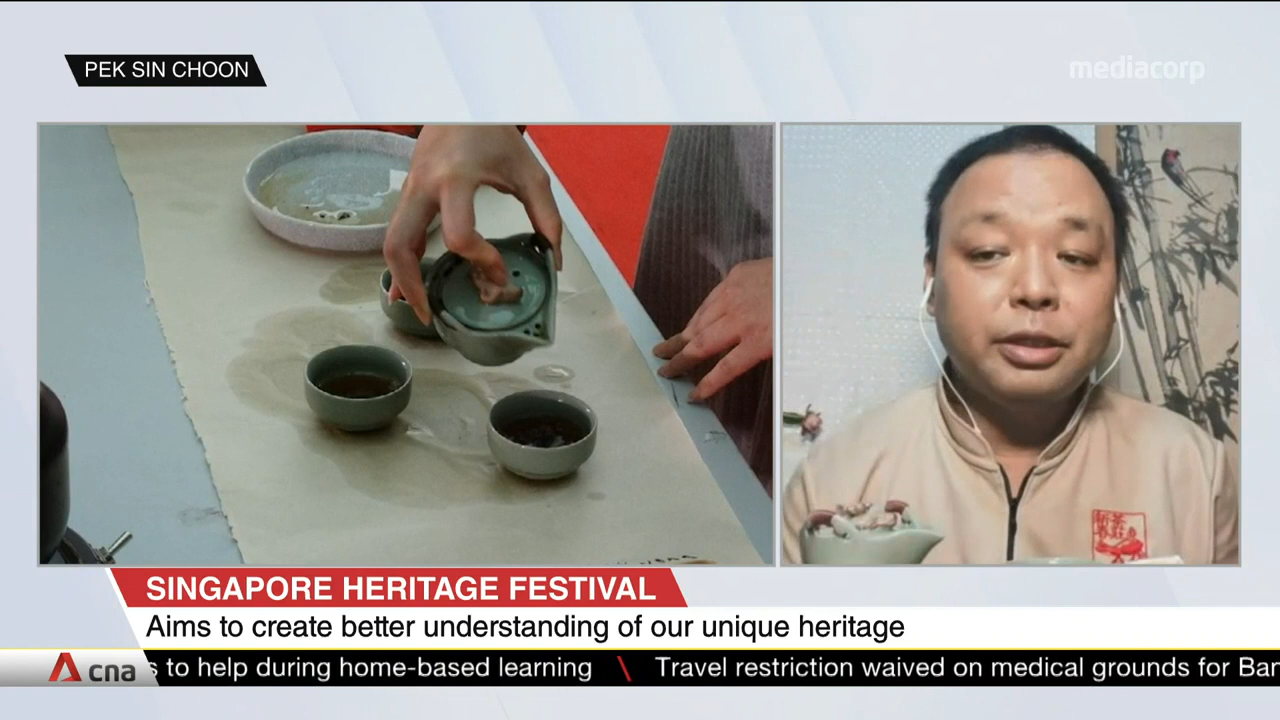 PEK SIN CHOON
mediacorp
SINGAPORE HERITAGE FESTIVAL
Aims to create better understanding of our unique heritage
cna
to help during home-based learning \ Travel restriction waived on medical grounds for